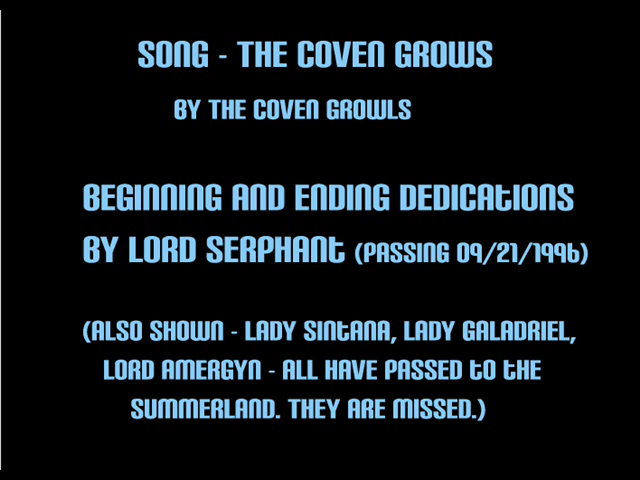 SONG - THE COVEN GROWS
BY THE COVEN GROWLS
BEGINNING AND ENDING DEDICATIONS
BY LORD SERPHANT (PASSING 09/21/1996)
(ALSO SHOWN - LADY SINTANA, LADY GALADRIEL,
LORD AMERGYN - ALL HAVE PASSED TO THE
SUMMERLAND. THEY ARE MISSED.)